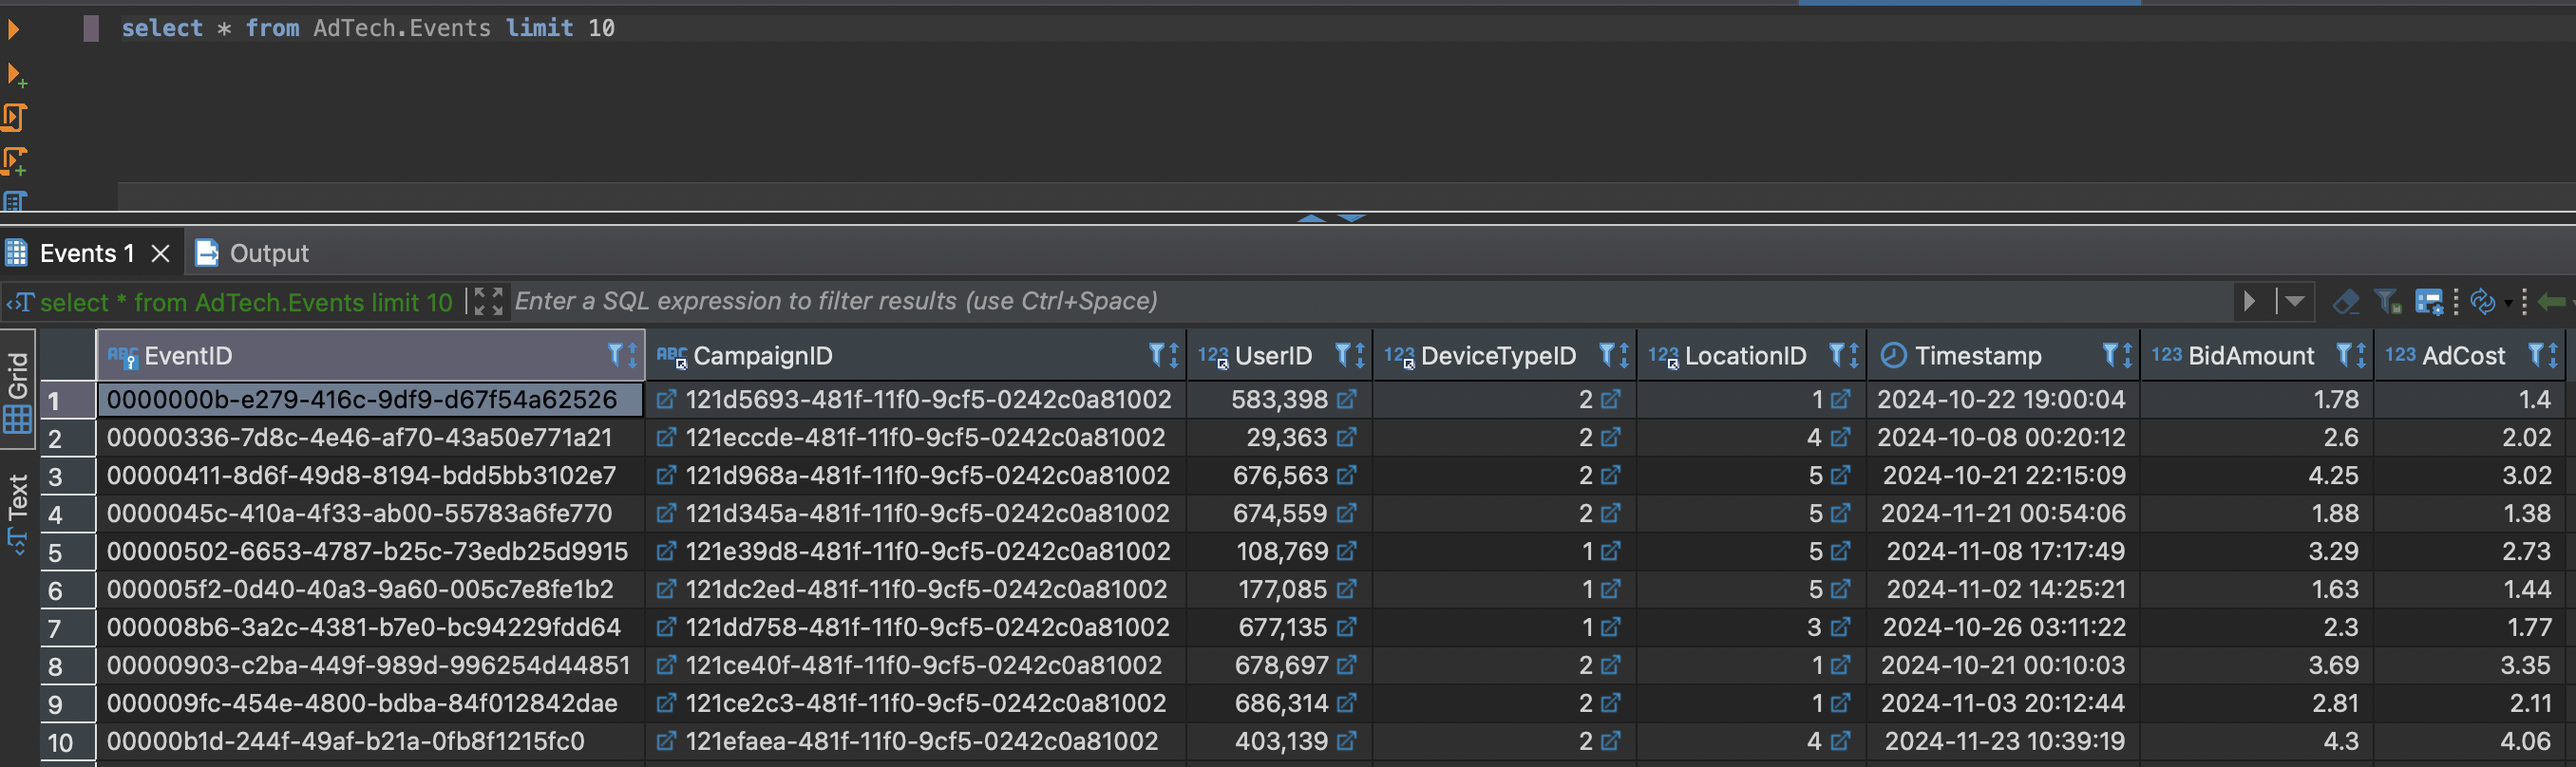 select * from AdTech.Events limit 10
Events 1 Output
select * from AdTech.Events limit 10 Enter a SQL expression to filter results (use Ctrl+Space)
Grid
Text
ABC EventID ABC CampaignID 123 UserID 123 DeviceTypeID 123 LocationID Timestamp 123 BidAmount 123 AdCost
1 0000000b-e279-416c-9df9-d67f54a62526 121d5693-481f-11f0-9cf5-0242c0a81002 583,398 2 1 2024-10-22 19:00:04 1.78 1.4
2 00000336-7d8c-4e46-af70-43a50e771a21 121eccde-481f-11f0-9cf5-0242c0a81002 29,363 2 4 2024-10-08 00:20:12 2.6 2.02
3 00000411-8d6f-49d8-8194-bdd5bb3102e7 121d968a-481f-11f0-9cf5-0242c0a81002 676,563 2 5 2024-10-21 22:15:09 4.25 3.02
4 0000045c-410a-4f33-ab00-55783a6fe770 121d345a-481f-11f0-9cf5-0242c0a81002 674,559 2 5 2024-11-21 00:54:06 1.88 1.38
5 00000502-6653-4787-b25c-73edb25d9915 121e39d8-481f-11f0-9cf5-0242c0a81002 108,769 1 5 2024-11-08 17:17:49 3.29 2.73
6 000005f2-0d40-40a3-9a60-005c7e8fe1b2 121dc2ed-481f-11f0-9cf5-0242c0a81002 177,085 1 5 2024-11-02 14:25:21 1.63 1.44
7 000008b6-3a2c-4381-b7e0-bc94229fdd64 121dd758-481f-11f0-9cf5-0242c0a81002 677,135 1 3 2024-10-26 03:11:22 2.3 1.77
8 00000903-c2ba-449f-989d-996254d44851 121ce40f-481f-11f0-9cf5-0242c0a81002 678,697 2 1 2024-10-21 00:10:03 3.69 3.35
9 000009fc-454e-4800-bdba-84f012842dae 121ce2c3-481f-11f0-9cf5-0242c0a81002 686,314 2 1 2024-11-03 20:12:44 2.81 2.11
10 00000b1d-244f-49af-b21a-0fb8f1215fc0 121efaea-481f-11f0-9cf5-0242c0a81002 403,139 2 4 2024-11-23 10:39:19 4.3 4.06